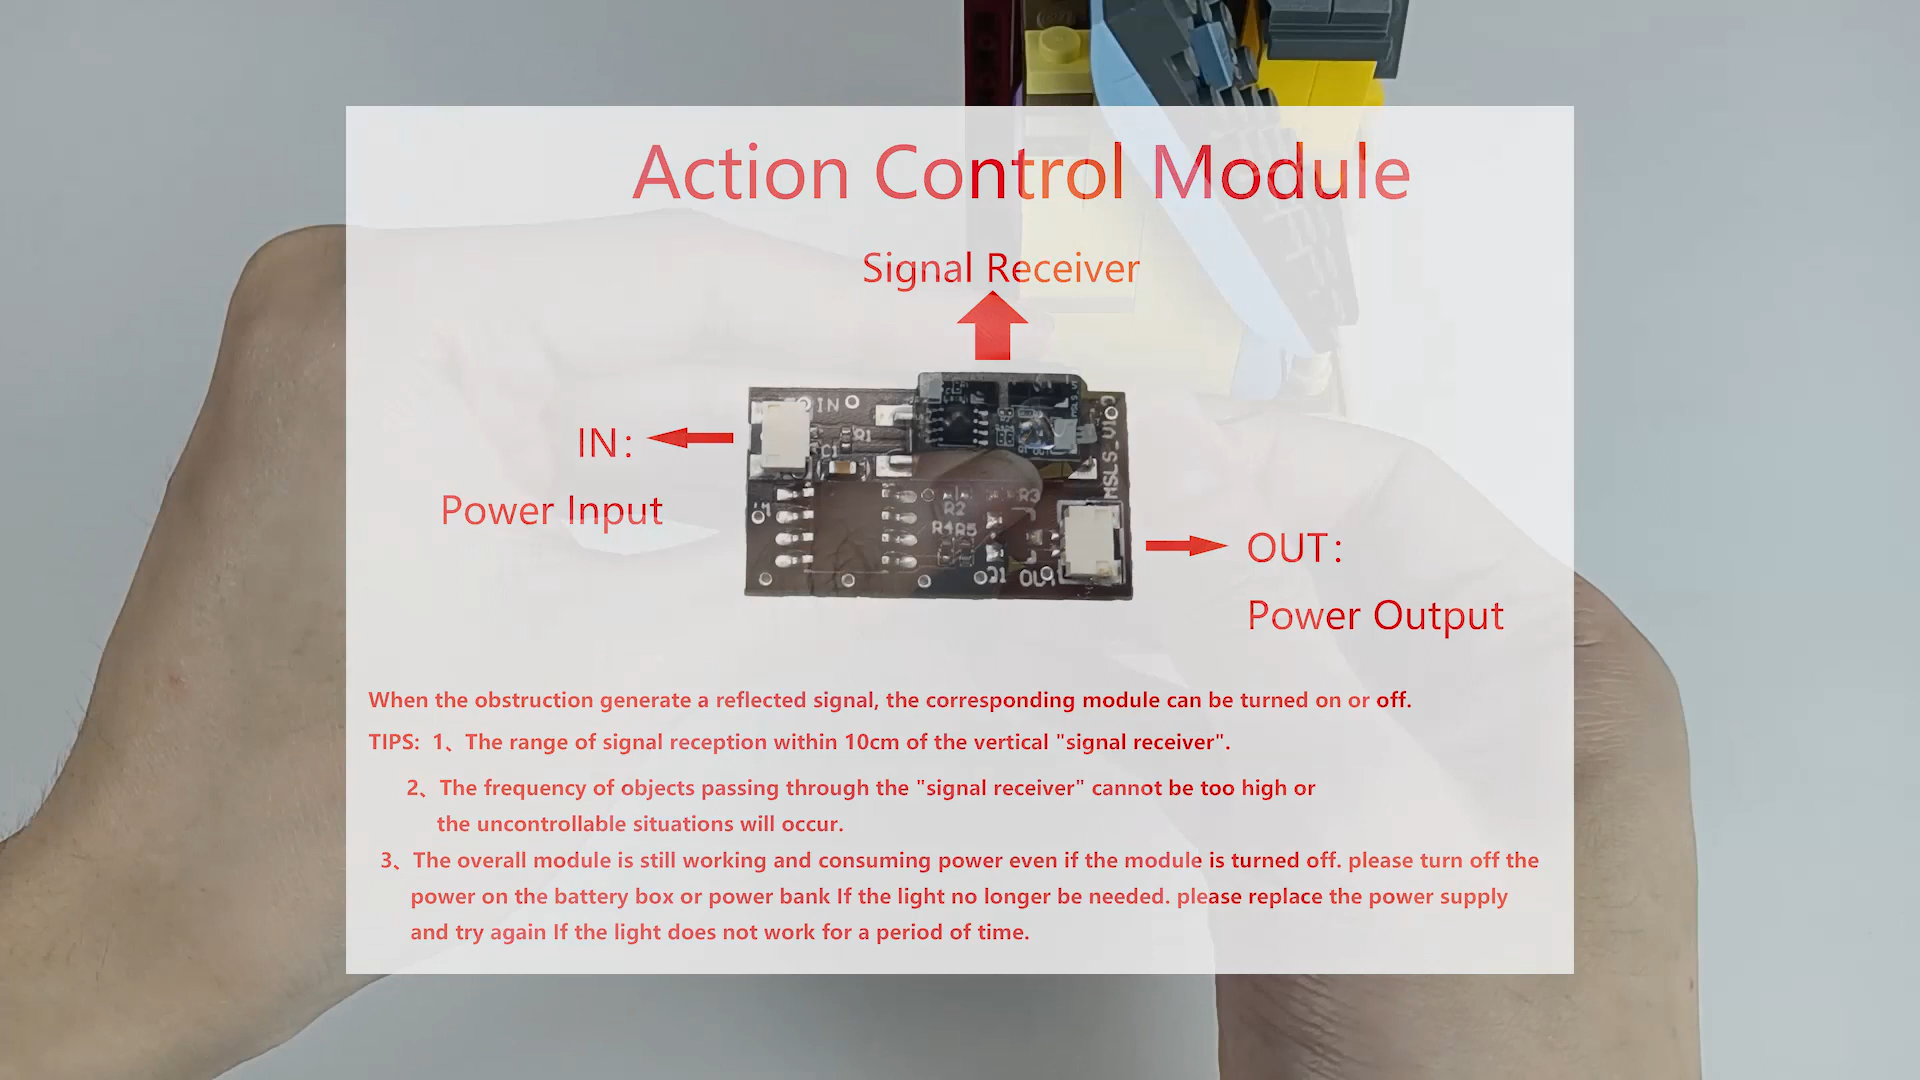 Action Control Module
Signal Receiver
IN
IN:
Power Input
C1
R2
R3
R4 R5
MSLS_V1.0
OUT:
Power Output
When the obstruction generate a reflected signal, the corresponding module can be turned on or off.
TIPS: 1、The range of signal reception within 10cm of the vertical "signal receiver".
2、The frequency of objects passing through the "signal receiver" cannot be too high or
the uncontrollable situations will occur.
3、The overall module is still working and consuming power even if the module is turned off. please turn off the
power on the battery box or power bank If the light no longer be needed. please replace the power supply
and try again If the light does not work for a period of time.